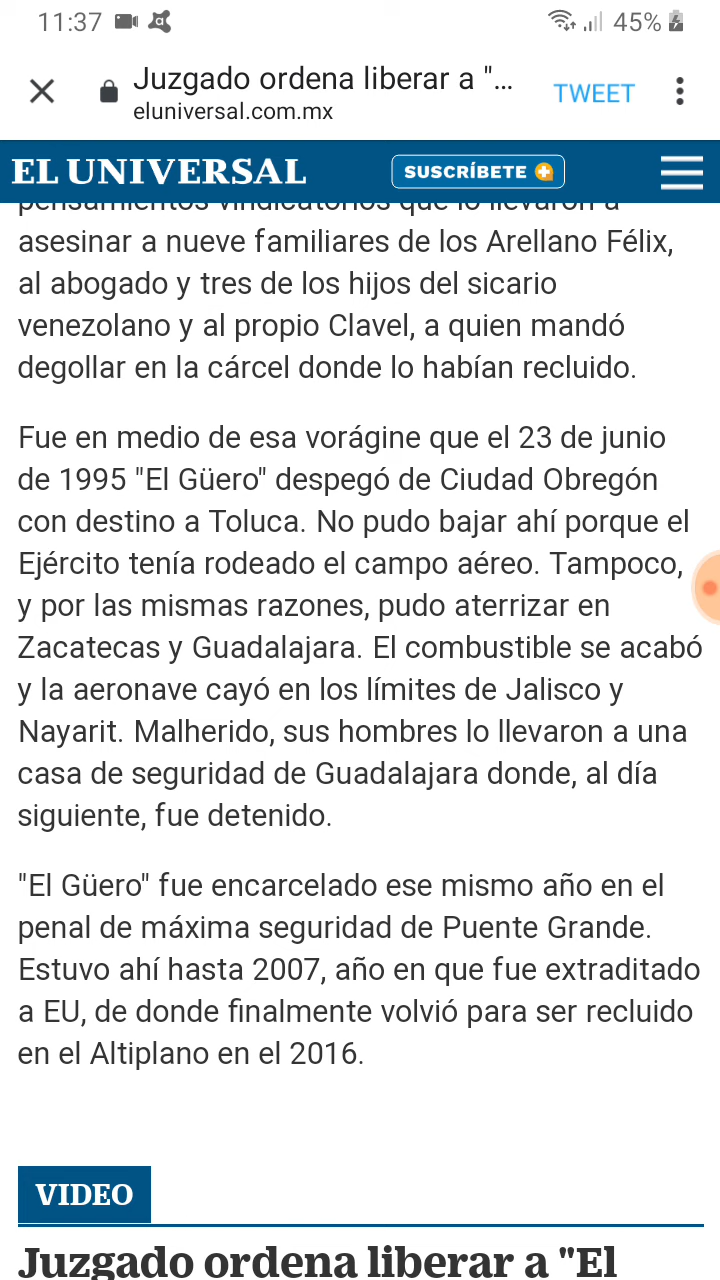 11:37
45%
Juzgado ordena liberar a "...
eluniversal.com.mx
TWEET
EL UNIVERSAL
SUSCRÍBETE
pensamientos vindicatorios que lo llevaron a
asesinar a nueve familiares de los Arellano Félix,
al abogado y tres de los hijos del sicario
venezolano y al propio Clavel, a quien mandó
degollar en la cárcel donde lo habían recluido.
Fue en medio de esa vorágine que el 23 de junio
de 1995 "El Güero" despegó de Ciudad Obregón
con destino a Toluca. No pudo bajar ahí porque el
Ejército tenía rodeado el campo aéreo. Tampoco,
y por las mismas razones, pudo aterrizar en
Zacatecas y Guadalajara. El combustible se acabó
y la aeronave cayó en los límites de Jalisco y
Nayarit. Malherido, sus hombres lo llevaron a una
casa de seguridad de Guadalajara donde, al día
siguiente, fue detenido.
"El Güero" fue encarcelado ese mismo año en el
penal de máxima seguridad de Puente Grande.
Estuvo ahí hasta 2007, año en que fue extraditado
a EU, de donde finalmente volvió para ser recluido
en el Altiplano en el 2016.
VIDEO
Juzgado ordena liberar a "El